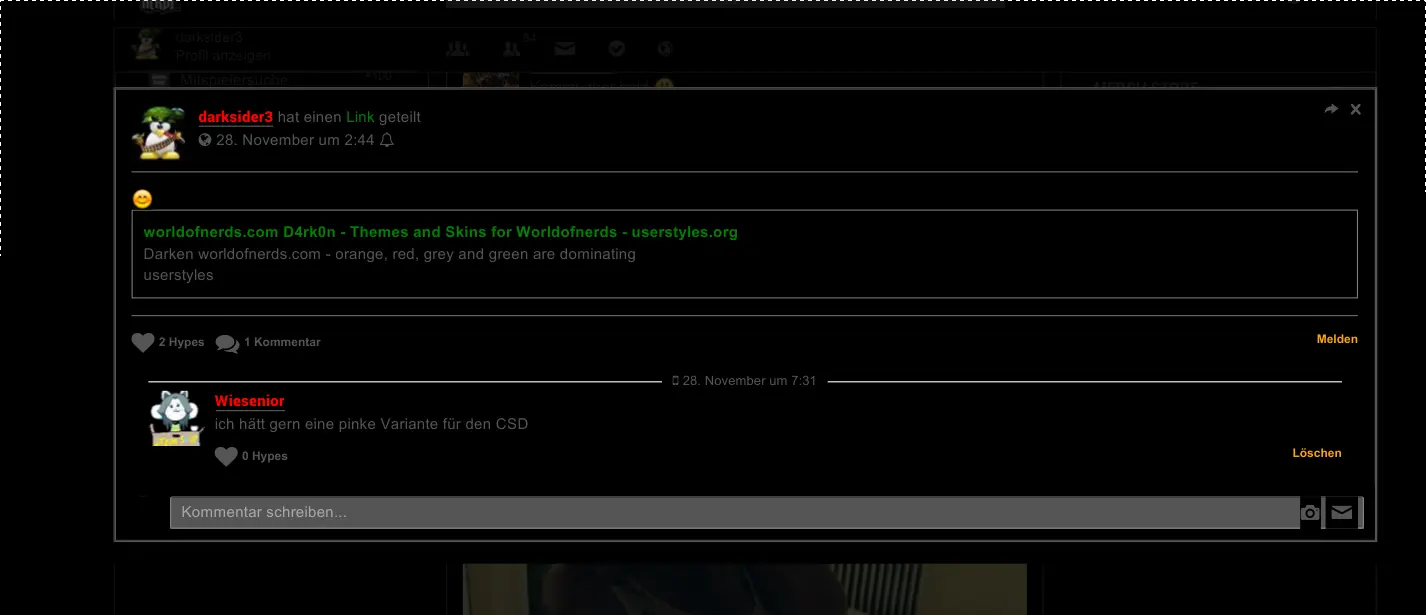 darksider3
Profil anzeigen
Mitspielersuche
+100
darksider3 hat einen Link geteilt
28. November um 2:44
worldofnerds.com D4rk0n - Themes and Skins for Worldofnerds - userstyles.org
Darken worldofnerds.com - orange, red, grey and green are dominating
userstyles
2 Hypes 1 Kommentar
Melden
28. November um 7:31
Wiesenior
ich hätt gern eine pinke Variante für den CSD
0 Hypes
Löschen
Kommentar schreiben...